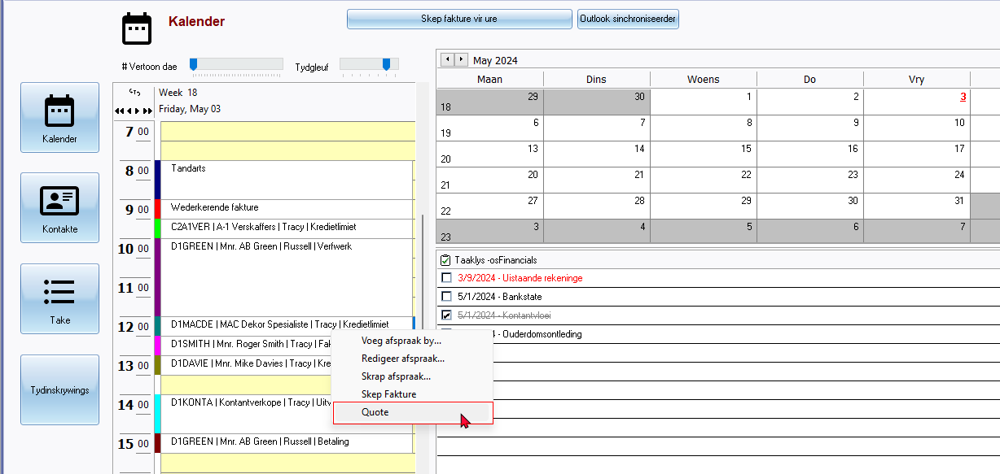 Kalender
Skep fakture vir ure
Outlook sinchroniseerder
# Vertoon dae
Tydgleuf
Kalender
Kontakte
Take
Tydinskrywings
Week 18
Friday, May 03
7 00
8 00
Tandarts
9 00
Wederkerende fakture
C2A1VER | A-1 Verskaffers | Tracy | Kredietlimiet
10 00
D1GREEN | Mnr. AB Green | Russell | Verfwerk
11 00
12 00
D1MACDE | MAC Dekor Spesialiste | Tracy | Kredietlimiet
D1SMITH | Mnr. Roger Smith | Tracy | Fak
13 00
D1DAVIE | Mnr. Mike Davies | Tracy | Kre
14 00
D1KONTA | Kontantverkope | Tracy | Uitv
15 00
D1GREEN | Mnr. AB Green | Russell | Betaling
Voeg afspraak by...
Redigeer afspraak...
Skrap afspraak...
Skep Fakture
Quote
May 2024
Maan Dins Woens Do Vry
18 29 30 1 2 3
19 6 7 8 9 10
20 13 14 15 16 17
21 20 21 22 23 24
22 27 28 29 30 31
23 3 4 5 6 7
Taaklys -osFinancials
3/9/2024 - Uistaande rekeninge
5/1/2024 - Bankstate
5/1/2024 - Kontantvloei
4 - Ouderdomsontleding